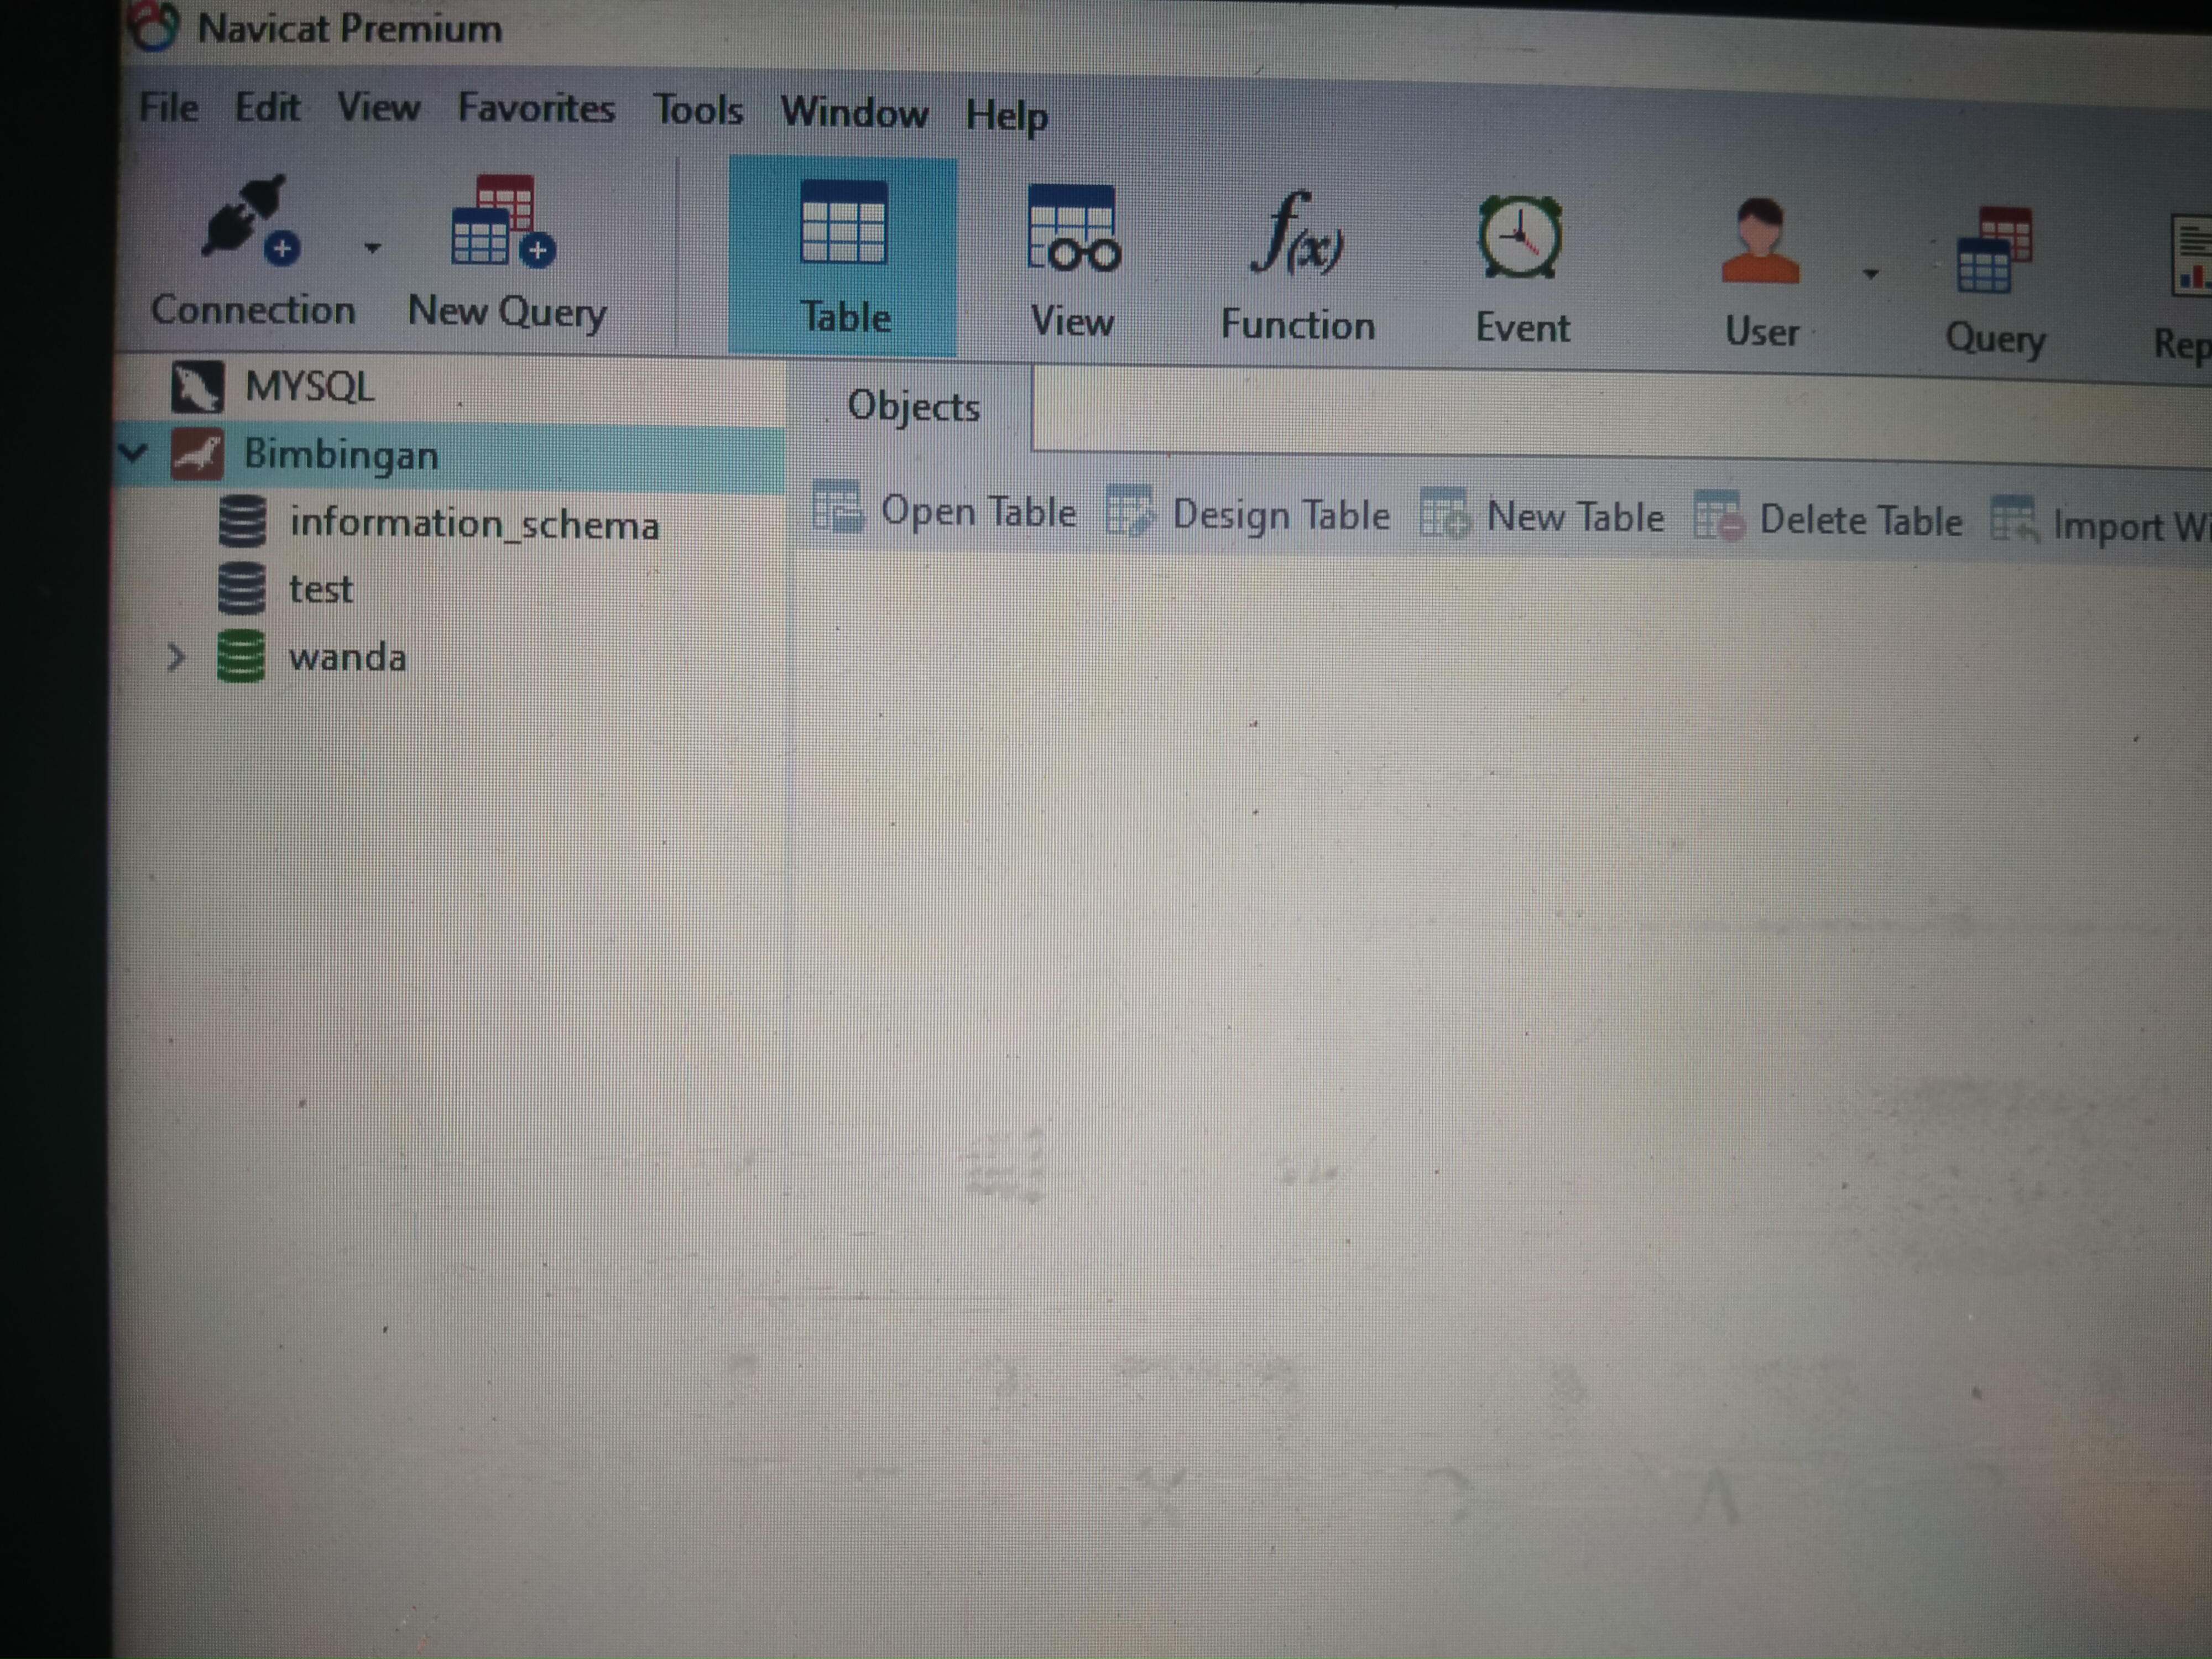 Navicat Premium
File Edit View Favorites Tools Window Help
Connection New Query Table View Function Event User Query Rep
MYSQL
Objects
Bimbingan
Open Table Design Table New Table Delete Table Import Wi
information_schema
test
wanda